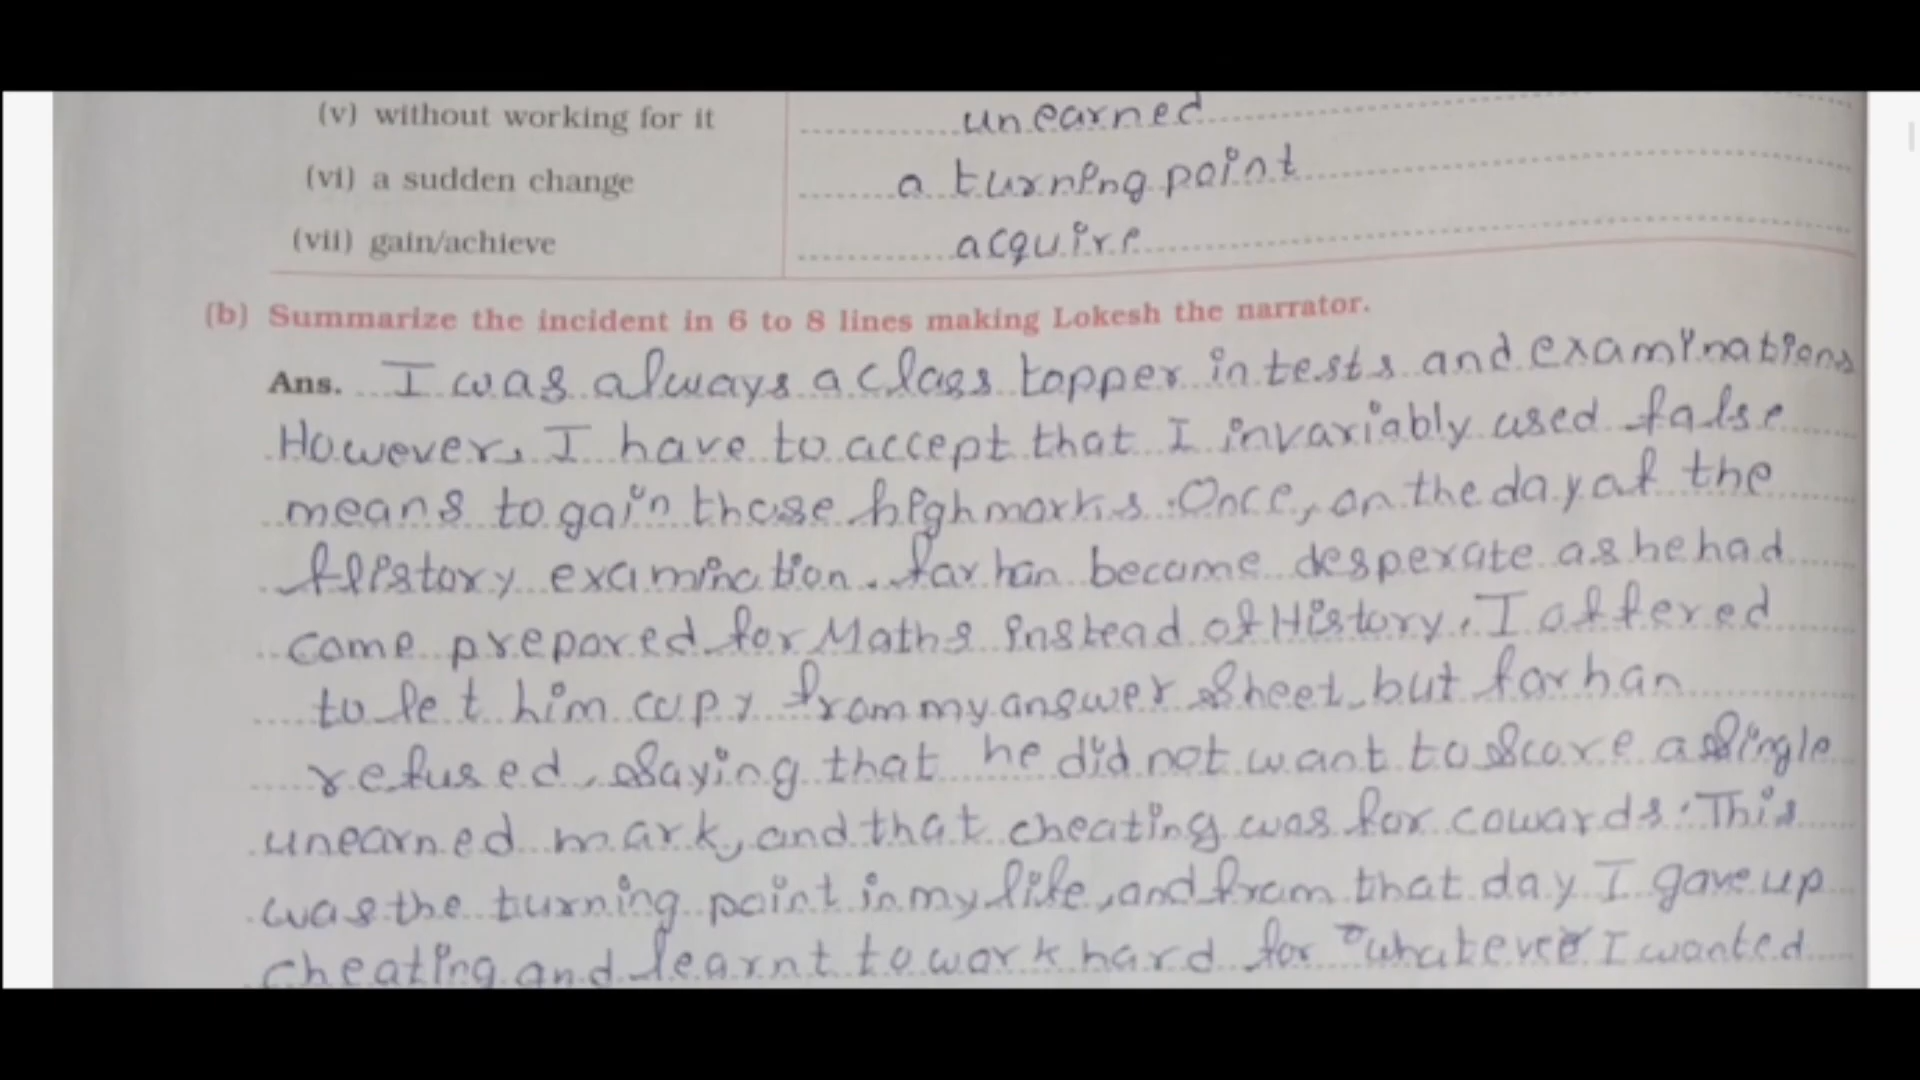 (v) without working for it unearned
(vi) a sudden change a turning point
(vii) gain/achieve acquire
(b) Summarize the incident in 6 to 8 lines making Lokesh the narrator.
Ans. I was always a class topper in tests and examinations
However, I have to accept that I invariably used false
means to gain those high marks. Once, on the day of the
History examination. farhan became desperate as he had
come prepared for Maths instead of History. I offered
to let him copy from my answer sheet, but farhan
refused, saying that he did not want to score a single
unearned mark, and that cheating was for cowards. This
was the turning point in my life, and from that day I gave up
cheating and learnt to work hard for whatever I wanted